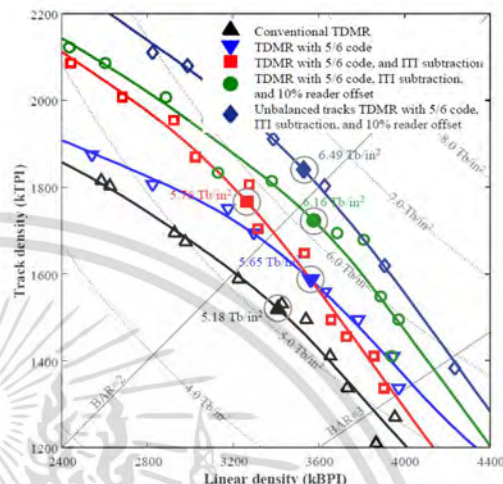 Conventional TDMR
TDMR with 5/6 code
TDMR with 5/6 code, and ITI subtraction
TDMR with 5/6 code, ITI subtraction,
and 10% reader offset
Unbalanced tracks TDMR with 5/6 code,
ITI subtraction, and 10% reader offset
2200
2000
1800
1600
1400
1200
Track density (kTPI)
6.49 Tb/in²
8.0 Tb/in²
7.0 Tb/in²
5.76 Tb/in²
6.16 Tb/in²
6.0 Tb/in²
5.65 Tb/in²
5.18 Tb/in²
5.0 Tb/in²
4.0 Tb/in²
BAR=2
BAR=3
2400 2800 3200 3600 4000 4400
Linear density (kBPI)